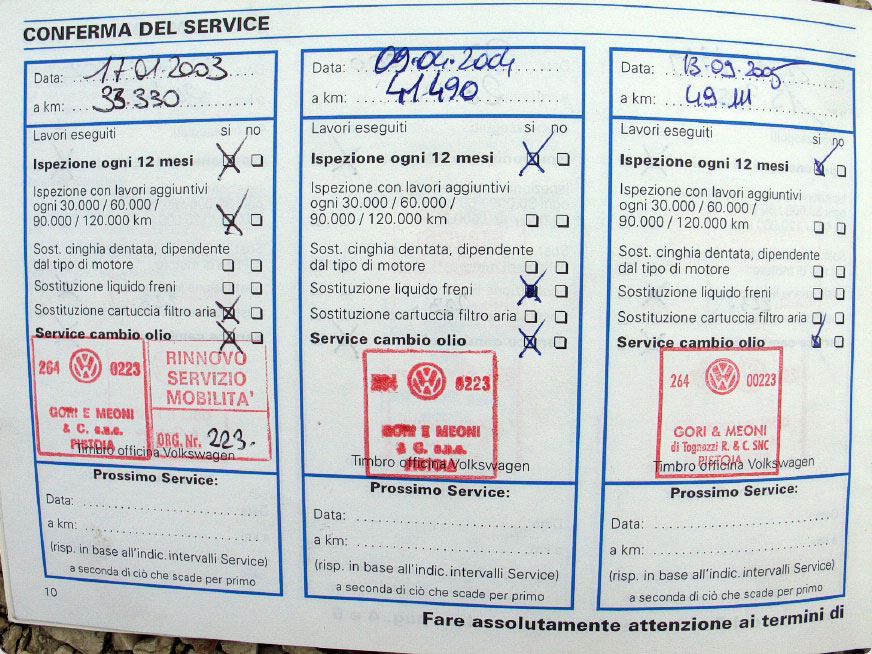 CONFERMA DEL SERVICE
Data: 17.01.2003
a km: 33.330
Lavori eseguiti si no
Ispezione ogni 12 mesi
Ispezione con lavori aggiuntivi
ogni 30.000 / 60.000 /
90.000 / 120.000 km
Sost. cinghia dentata, dipendente
dal tipo di motore
Sostituzione liquido freni
Sostituzione cartuccia filtro aria
Service cambio olio
264 0223
GORI E MEONI
& C. s.n.c.
PISTOIA
RINNOVO
SERVIZIO
MOBILITA'
ORG. Nr. 223.
Timbro officina Volkswagen
Prossimo Service:
Data:
a km:
(risp. in base all'indic. intervalli Service)
a seconda di ciò che scade per primo
10
Data: 09.04.2004
a km: 41.490
Lavori eseguiti si no
Ispezione ogni 12 mesi
Ispezione con lavori aggiuntivi
ogni 30.000 / 60.000 /
90.000 / 120.000 km
Sost. cinghia dentata, dipendente
dal tipo di motore
Sostituzione liquido freni
Sostituzione cartuccia filtro aria
Service cambio olio
264 0223
GORI E MEONI
& C. s.n.c.
PISTOIA
Timbro officina Volkswagen
Prossimo Service:
Data:
a km:
(risp. in base all'indic. intervalli Service)
a seconda di ciò che scade per primo
Data: 13.09.2005
a km: 49.111
Lavori eseguiti si no
Ispezione ogni 12 mesi
Ispezione con lavori aggiuntivi
ogni 30.000 / 60.000 /
90.000 / 120.000 km
Sost. cinghia dentata, dipendente
dal tipo di motore
Sostituzione liquido freni
Sostituzione cartuccia filtro aria
Service cambio olio
264 00223
GORI & MEONI
di Tognazzi R. & C. SNC
PISTOIA
Timbro officina Volkswagen
Prossimo Service:
Data:
a km:
(risp. in base all'indic. intervalli Service)
a seconda di ciò che scade per primo
Fare assolutamente attenzione ai termini di